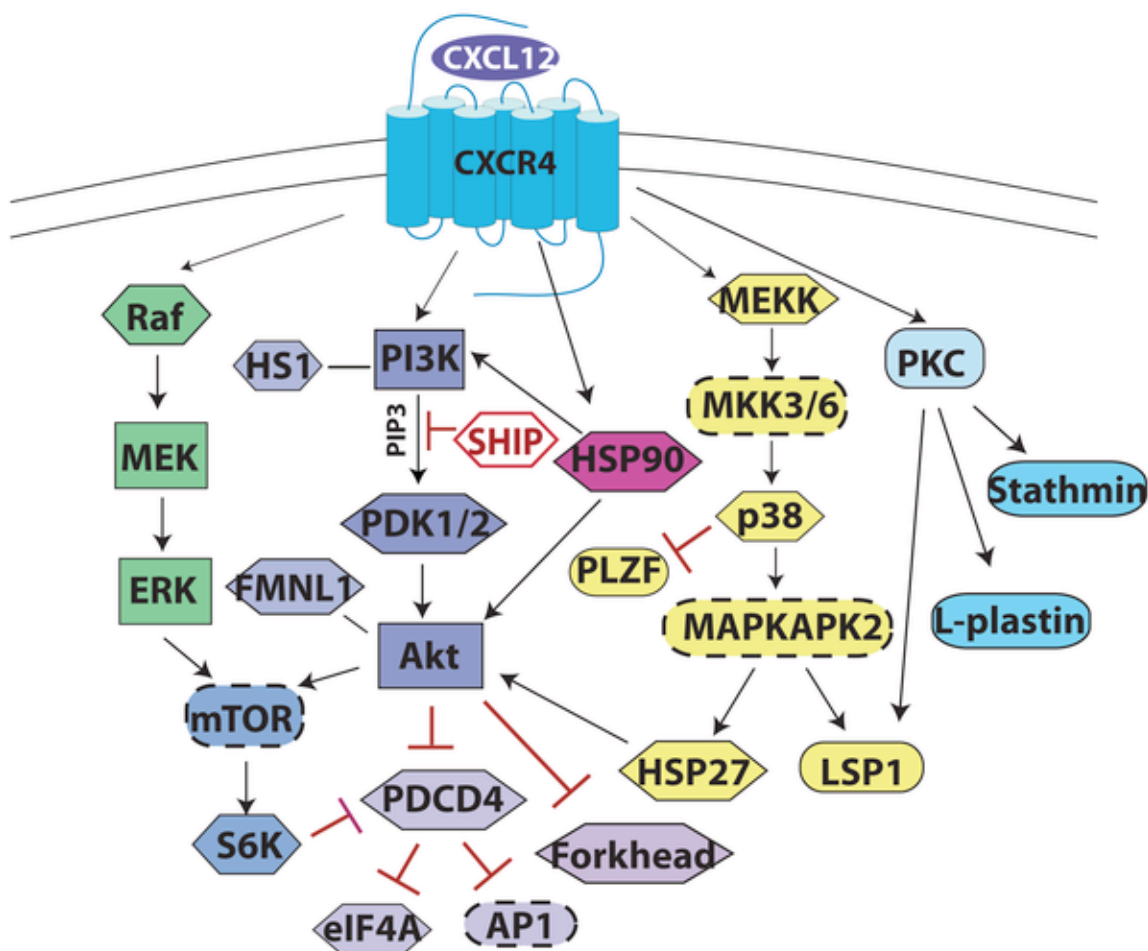 CXCL12
CXCR4
Raf
MEKK
HS1
PI3K
PKC
MKK3/6
PIP3
SHIP
HSP90
MEK
Stathmin
PDK1/2
p38
PLZF
ERK
FMNL1
MAPKAPK2
L-plastin
Akt
mTOR
HSP27
LSP1
PDCD4
S6K
Forkhead
eIF4A
AP1